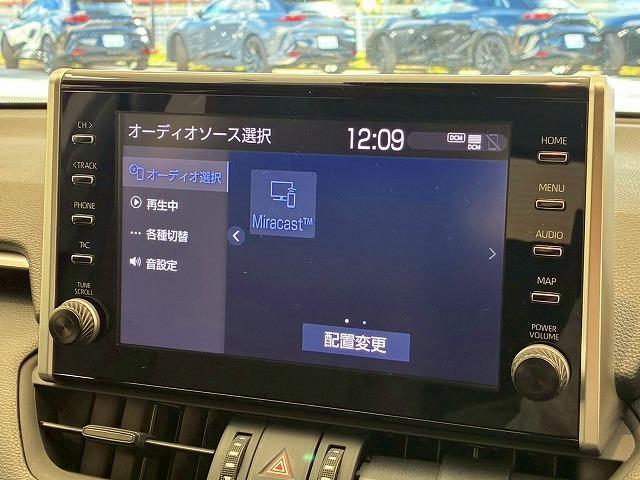 オーディオソース選択
12:09
DCM
DCM
オーディオ選択
再生中
各種切替
音設定
Miracast™
配置変更
CH >
< TRACK
PHONE
T/C
TUNE
SCROLL
HOME
MENU
AUDIO
MAP
POWER
VOLUME